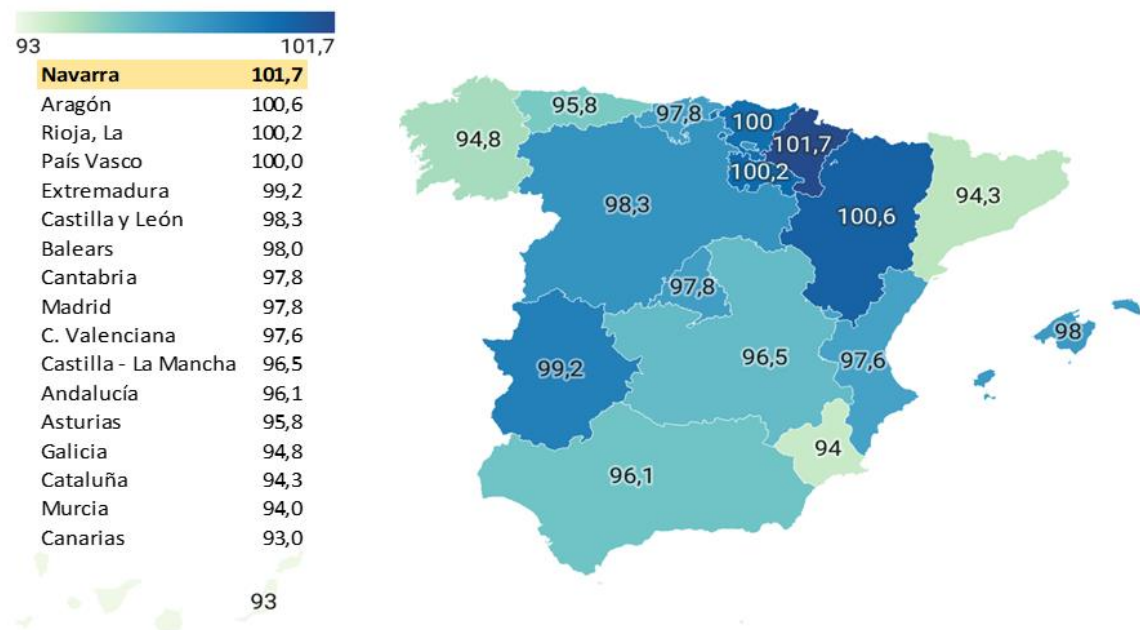 93 101,7
Navarra 101,7
Aragón 100,6
Rioja, La 100,2
País Vasco 100,0
Extremadura 99,2
Castilla y León 98,3
Balears 98,0
Cantabria 97,8
Madrid 97,8
C. Valenciana 97,6
Castilla - La Mancha 96,5
Andalucía 96,1
Asturias 95,8
Galicia 94,8
Cataluña 94,3
Murcia 94,0
Canarias 93,0
93
95,8
97,8
100
94,8
101,7
100,2
94,3
98,3
100,6
97,8
98
96,5
97,6
99,2
94
96,1